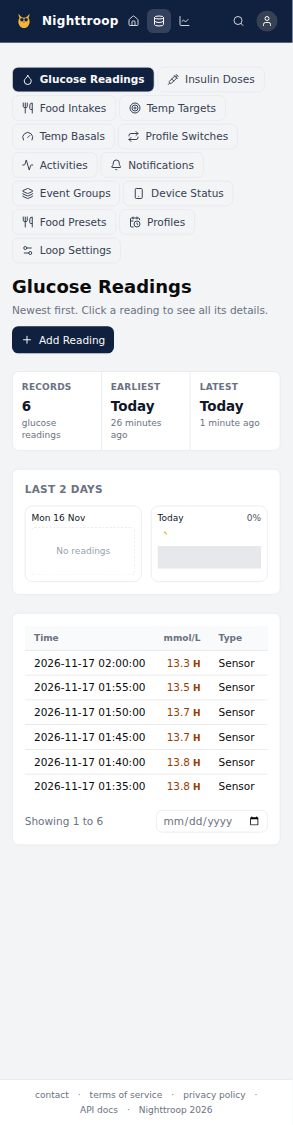 Nighttroop
Glucose Readings
Insulin Doses
Food Intakes
Temp Targets
Temp Basals
Profile Switches
Activities
Notifications
Event Groups
Device Status
Food Presets
Profiles
Loop Settings
Glucose Readings
Newest first. Click a reading to see all its details.
Add Reading
RECORDS
6
glucose
readings
EARLIEST
Today
26 minutes
ago
LATEST
Today
1 minute ago
LAST 2 DAYS
Mon 16 Nov
No readings
Today 0%
Time mmol/L Type
2026-11-17 02:00:00 13.3 H Sensor
2026-11-17 01:55:00 13.5 H Sensor
2026-11-17 01:50:00 13.7 H Sensor
2026-11-17 01:45:00 13.7 H Sensor
2026-11-17 01:40:00 13.8 H Sensor
2026-11-17 01:35:00 13.8 H Sensor
Showing 1 to 6 mm/dd/yyyy
contact · terms of service · privacy policy ·
API docs · Nighttroop 2026